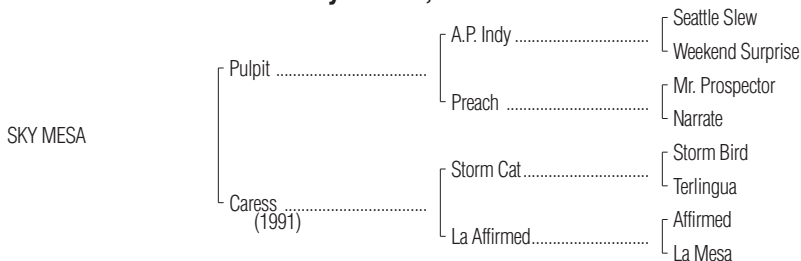 Seattle Slew
A.P. Indy ..................................
Weekend Surprise
Pulpit ......................................
Mr. Prospector
Preach ....................................
Narrate
SKY MESA
Storm Bird
Storm Cat................................
Terlingua
Caress ....................................
(1991)
Affirmed
La Affirmed..............................
La Mesa